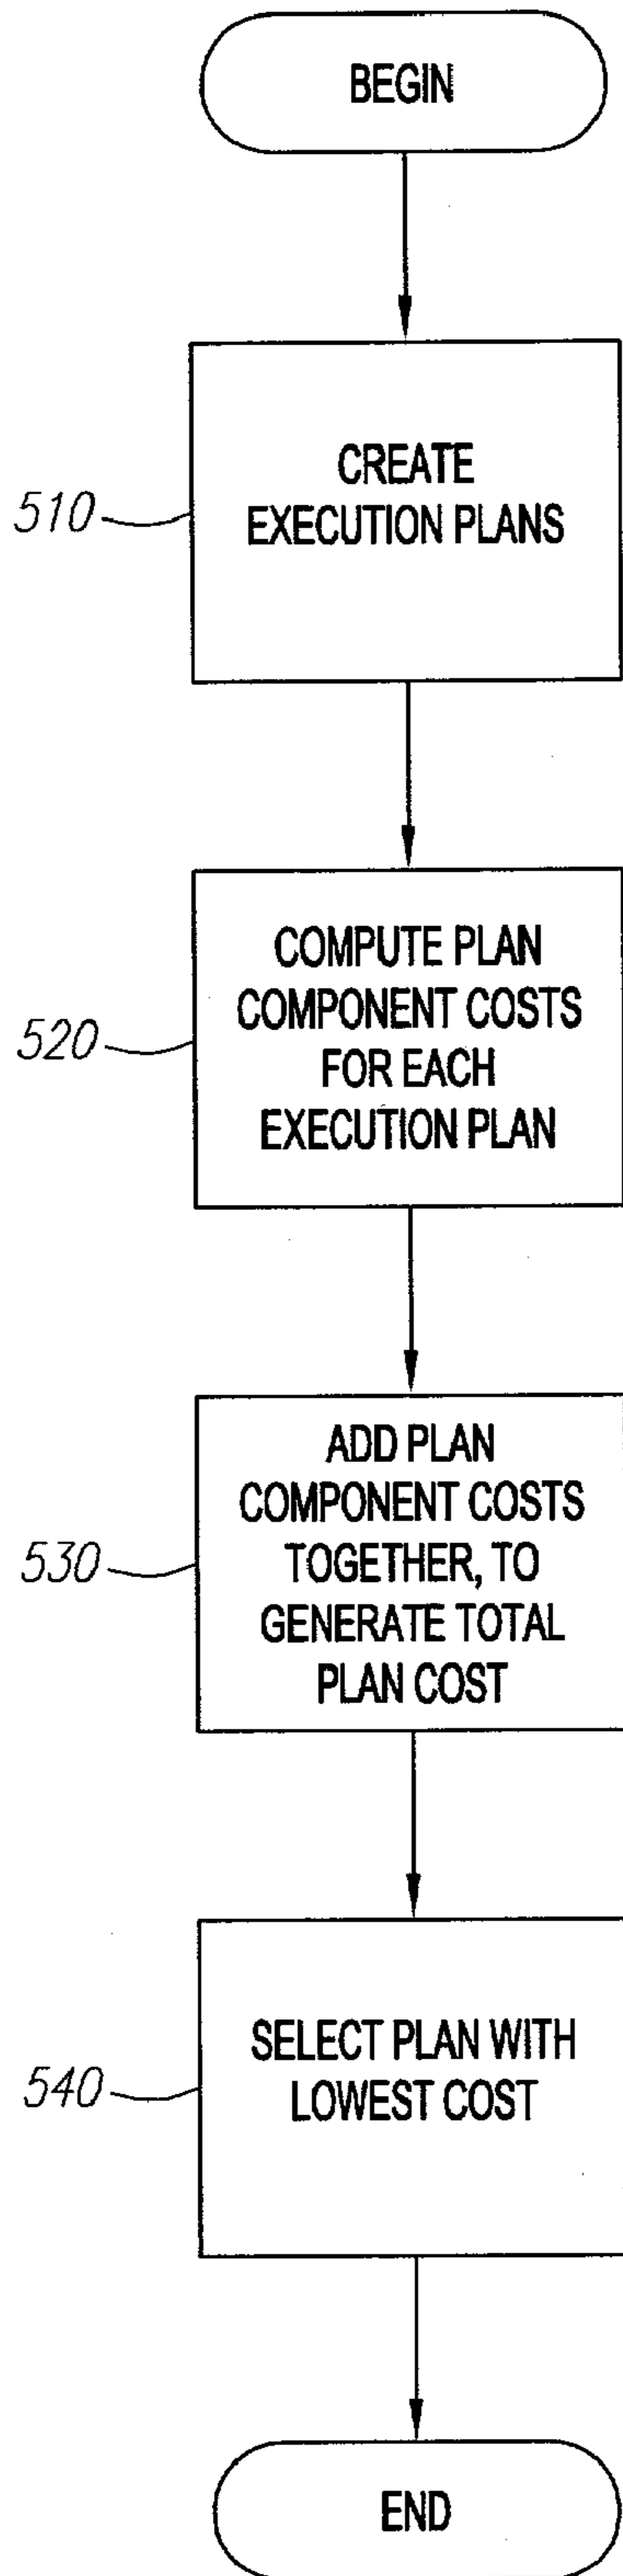 BEGIN
510
CREATE
EXECUTION PLANS
520
COMPUTE PLAN
COMPONENT COSTS
FOR EACH
EXECUTION PLAN
530
ADD PLAN
COMPONENT COSTS
TOGETHER, TO
GENERATE TOTAL
PLAN COST
540
SELECT PLAN WITH
LOWEST COST
END